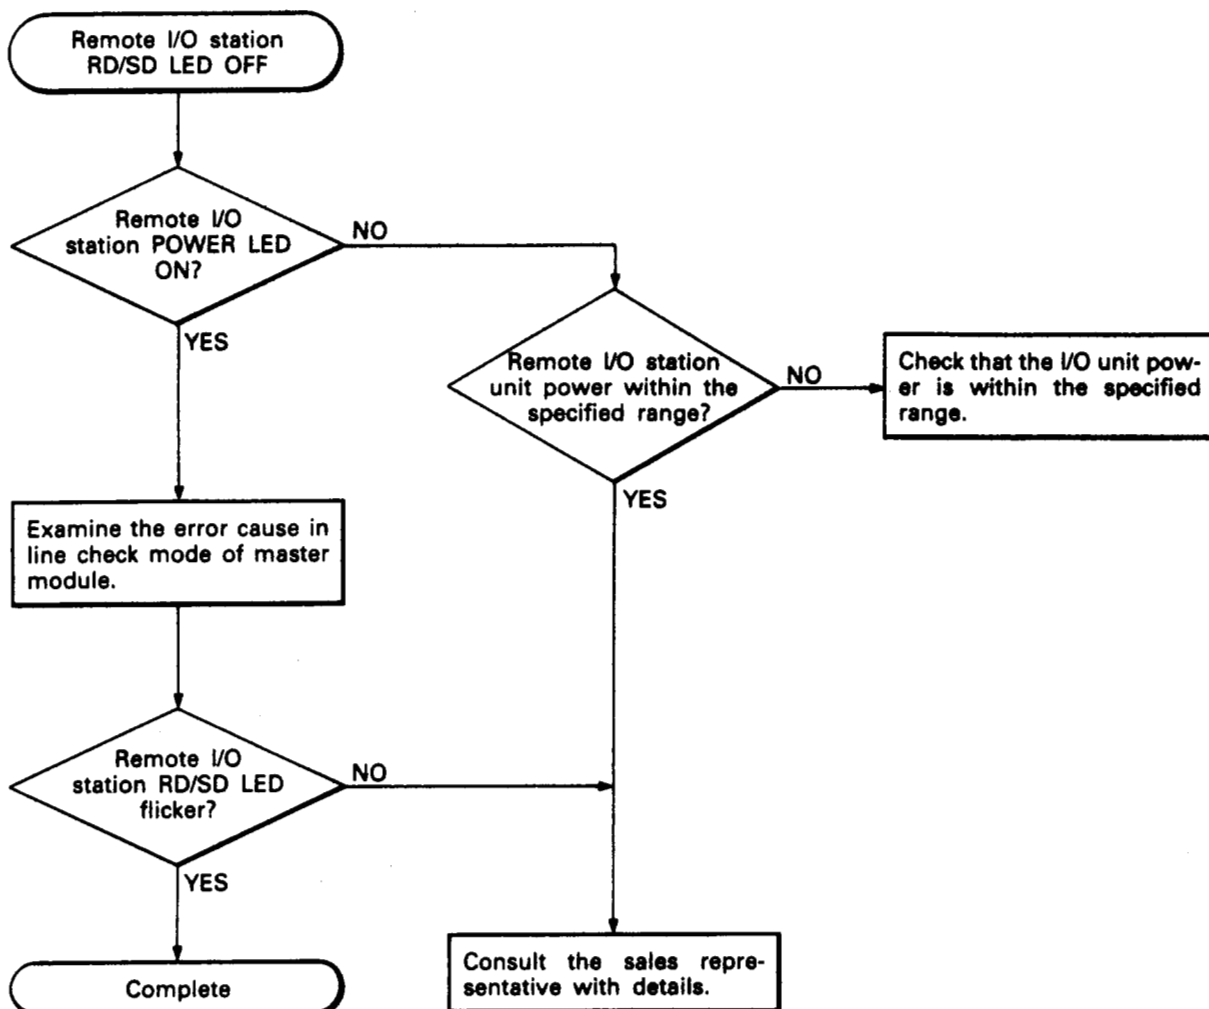 Remote I/O station
RD/SD LED OFF
Remote I/O
station POWER LED
ON?
NO
YES
Remote I/O station
unit power within the
specified range?
NO
YES
Check that the I/O unit pow-
er is within the specified
range.
Examine the error cause in
line check mode of master
module.
Remote I/O
station RD/SD LED
flicker?
NO
YES
Complete
Consult the sales repre-
sentative with details.